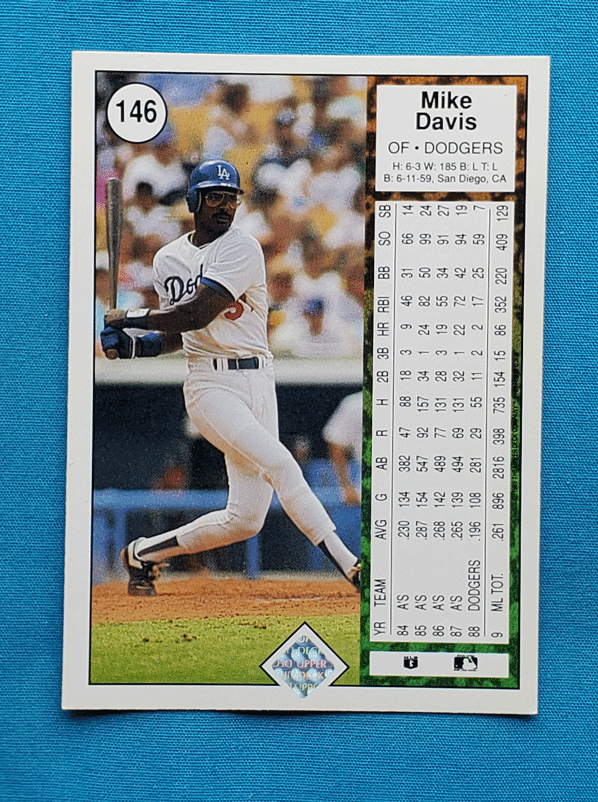 146
Mike
Davis
OF • DODGERS
H: 6-3 W: 185 B: L T: L
B: 6-11-59, San Diego, CA
LA
Dod
YR TEAM AVG G AB R H 2B 3B HR RBI BB SO SB
84 A'S .230 134 382 47 88 18 3 9 46 31 66 14
85 A'S .287 154 547 92 157 34 1 24 82 50 99 24
86 A'S .268 142 489 77 131 28 3 19 55 34 91 27
87 A'S .265 139 494 69 131 32 1 22 72 42 94 19
88 DODGERS .196 108 281 29 55 11 2 2 17 25 59 7
9 ML TOT. .261 896 2816 398 735 154 15 86 352 220 409 129
UPPER